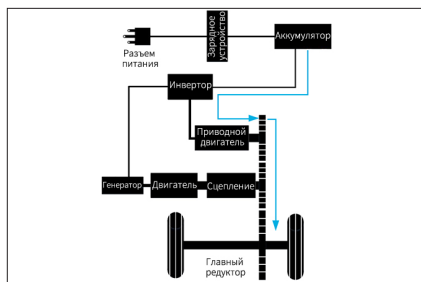 Зарядное
устройство
Аккумулятор
Разъем
питания
Инвертор
Приводной
двигатель
Генератор
Двигатель
Сцепление
Главный
редуктор